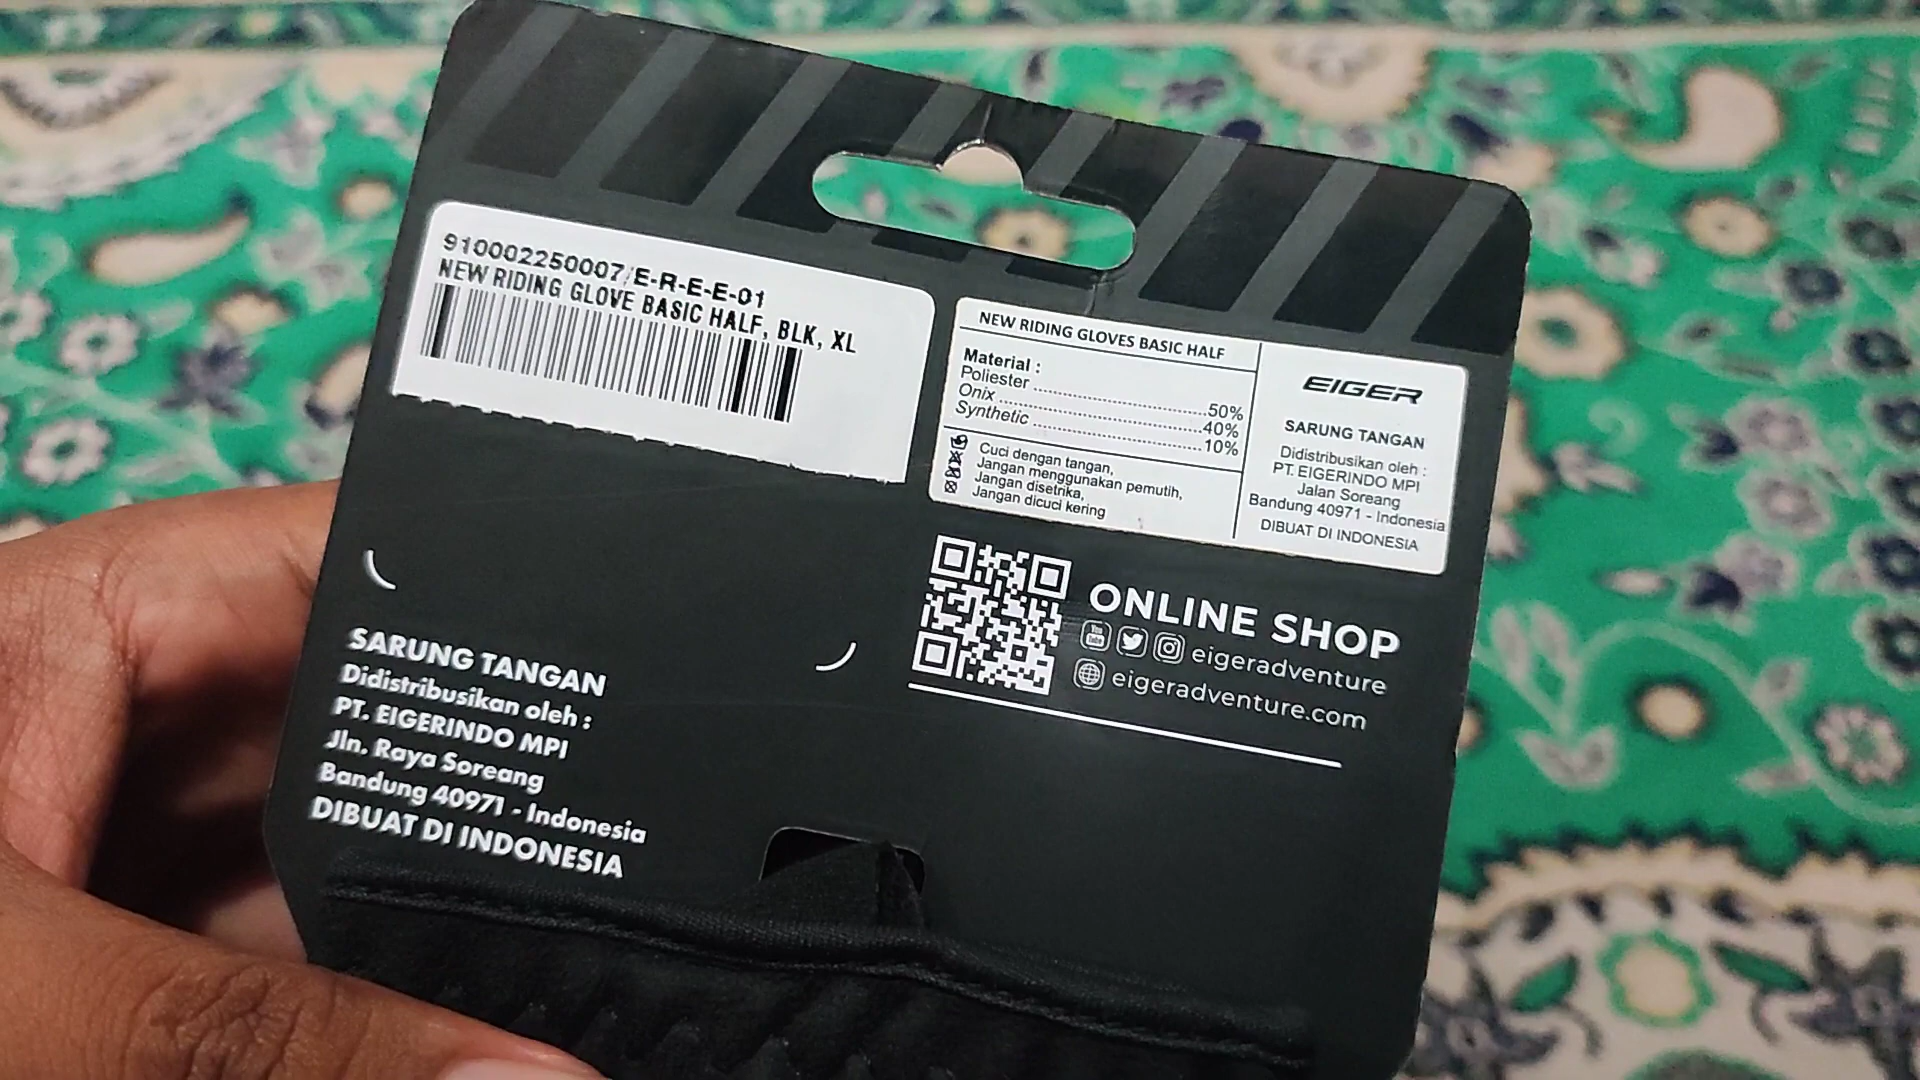 910002250007/E-R-E-E-01
NEW RIDING GLOVE BASIC HALF, BLK, XL
NEW RIDING GLOVES BASIC HALF
Material :
Poliester ........................50%
Onix ........................40%
Synthetic ........................10%
Cuci dengan tangan,
Jangan menggunakan pemutih,
Jangan disetrika,
Jangan dicuci kering
EIGER
SARUNG TANGAN
Didistribusikan oleh :
PT. EIGERINDO MPI
Jalan Soreang
Bandung 40971 - Indonesia
DIBUAT DI INDONESIA
ONLINE SHOP
You Tube eigeradventure
eigeradventure.com
SARUNG TANGAN
Didistribusikan oleh :
PT. EIGERINDO MPI
Jln. Raya Soreang
Bandung 40971 - Indonesia
DIBUAT DI INDONESIA